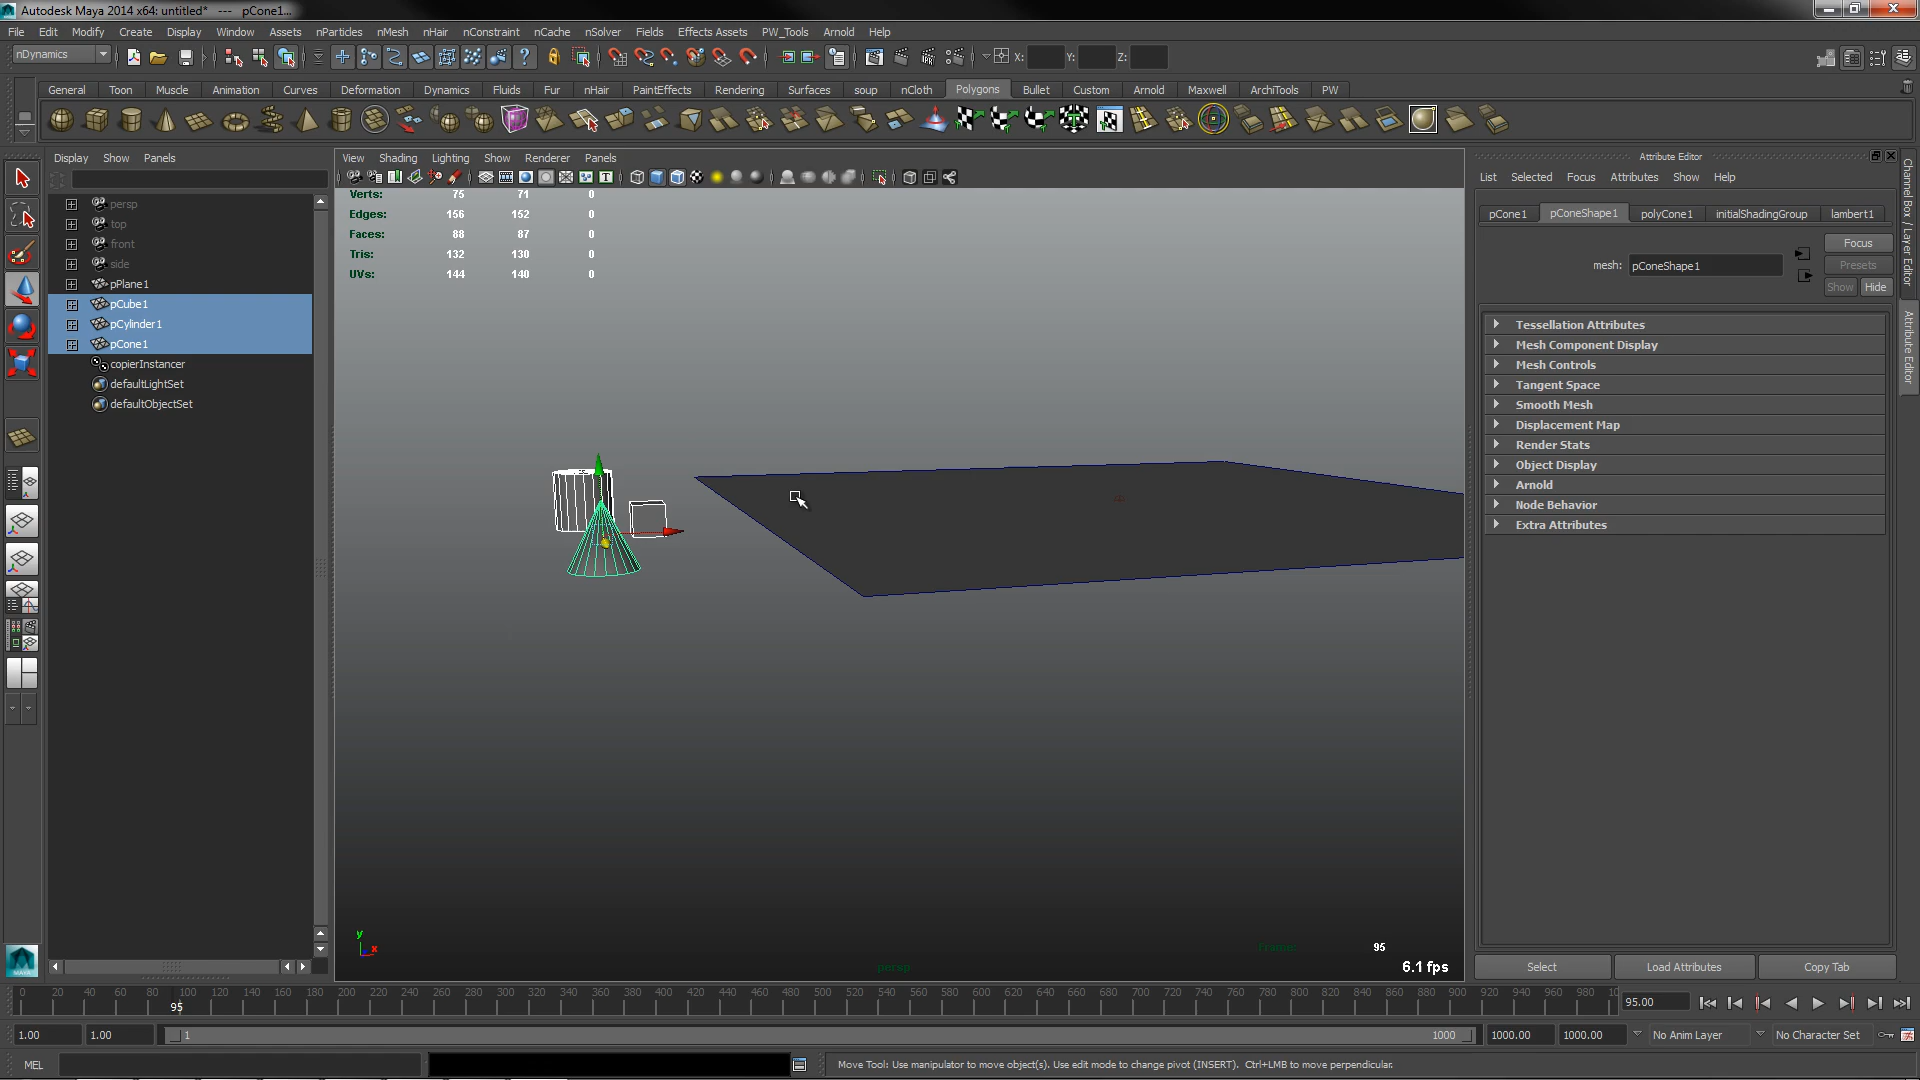 Autodesk Maya 2014 x64: untitled*   ---   pCone1...
File Edit Modify Create Display Window Assets nParticles nMesh nHair nConstraint nCache nSolver Fields Effects Assets PW_Tools Arnold Help
nDynamics X: Y: Z:
General Toon Muscle Animation Curves Deformation Dynamics Fluids Fur nHair PaintEffects Rendering Surfaces soup nCloth Polygons Bullet Custom Arnold Maxwell ArchiTools PW
Display Show Panels
persp
top
front
side
pPlane1
pCube1
pCylinder1
pCone1
copierInstancer
defaultLightSet
defaultObjectSet
View Shading Lighting Show Renderer Panels
Verts: 75 71 0
Edges: 156 152 0
Faces: 88 87 0
Tris: 132 130 0
UVs: 144 140 0
y
x
persp
frame: 95
6.1 fps
Attribute Editor
List Selected Focus Attributes Show Help
pCone1 pConeShape1 polyCone1 initialShadingGroup lambert1
mesh: pConeShape1
Focus
Presets
Show Hide
Tessellation Attributes
Mesh Component Display
Mesh Controls
Tangent Space
Smooth Mesh
Displacement Map
Render Stats
Object Display
Arnold
Node Behavior
Extra Attributes
Select Load Attributes Copy Tab
Channel Box / Layer Editor
Attribute Editor
0 20 40 60 80 100 120 140 160 180 200 220 240 260 280 300 320 340 360 380 400 420 440 460 480 500 520 540 560 580 600 620 640 660 680 700 720 740 760 780 800 820 840 860 880 900 920 940 960 980
95
95.00
1.00 1.00 1 1000 1000.00 1000.00 No Anim Layer No Character Set
MEL
Move Tool: Use manipulator to move object(s). Use edit mode to change pivot (INSERT). Ctrl+LMB to move perpendicular.